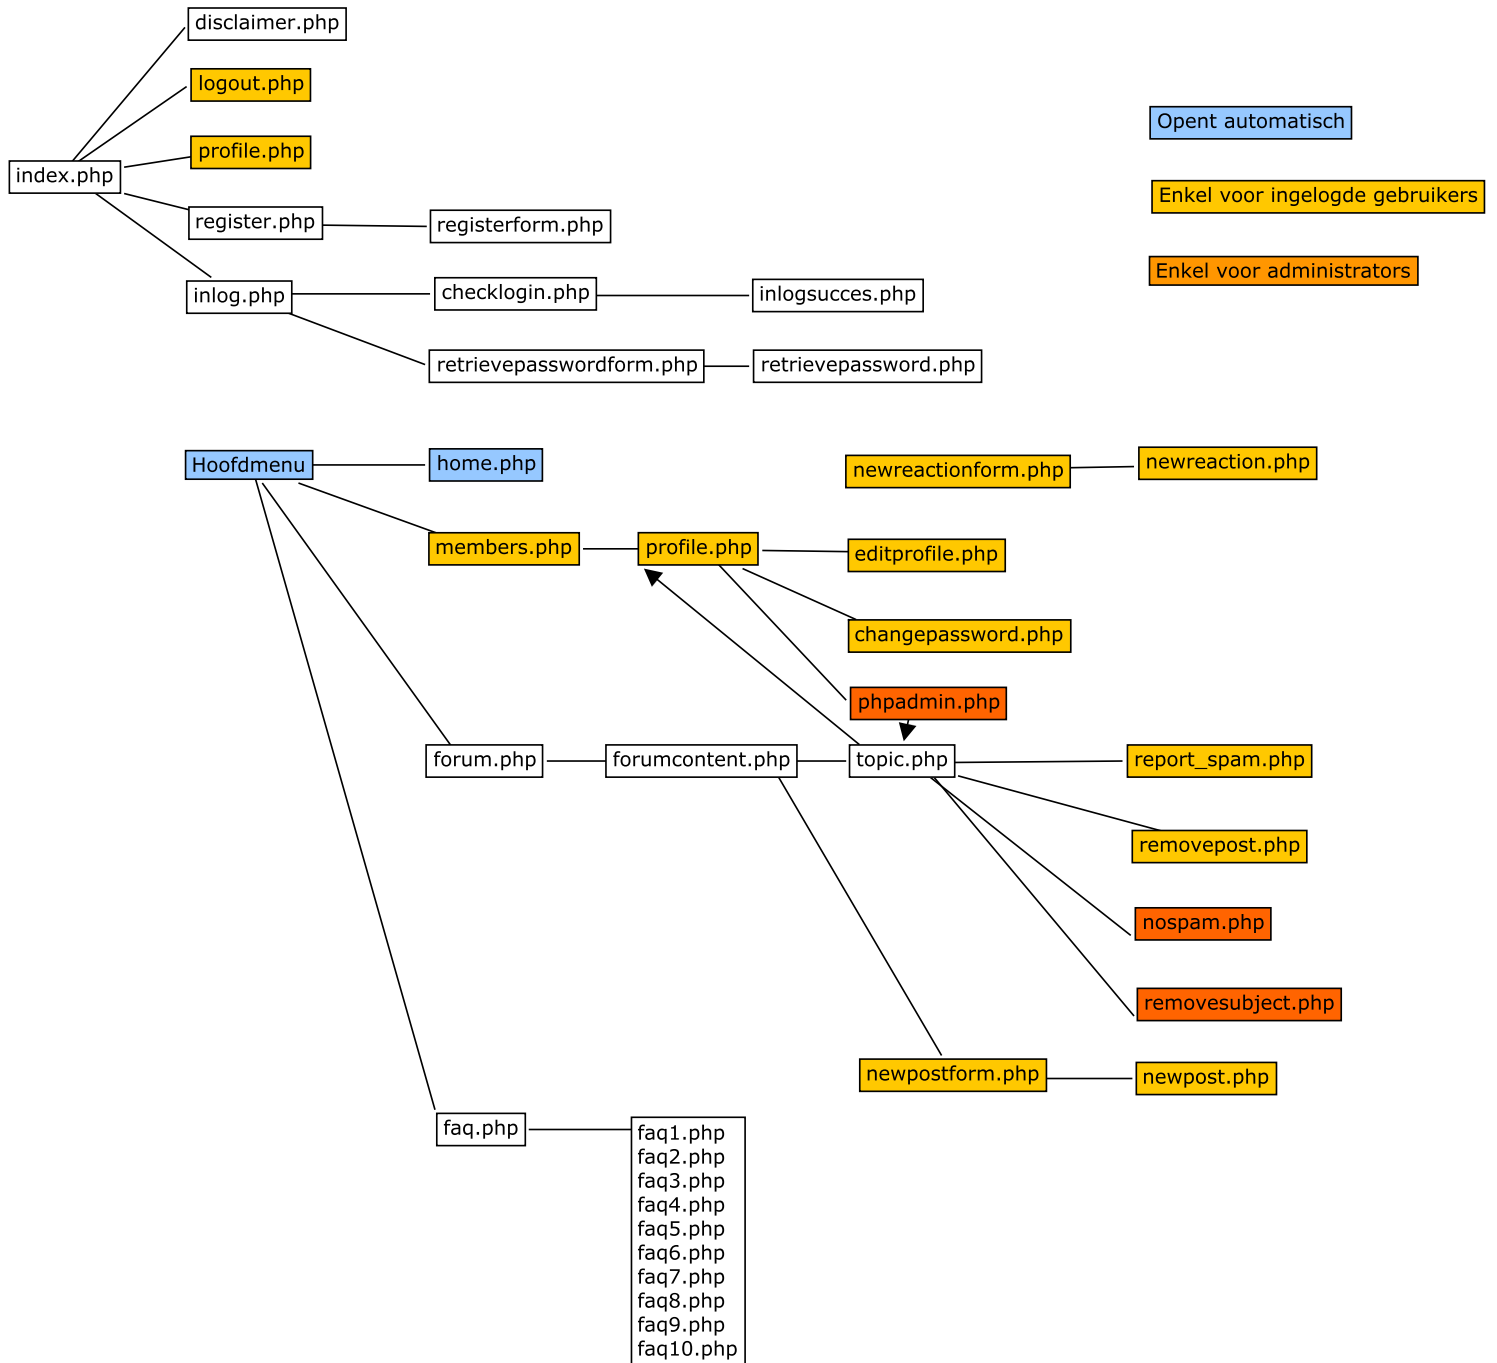 disclaimer.php
logout.php
profile.php
index.php
register.php
registerform.php
inlog.php
checklogin.php
inlogsucces.php
retrievepasswordform.php
retrievepassword.php
Opent automatisch
Enkel voor ingelogde gebruikers
Enkel voor administrators
Hoofdmenu
home.php
newreactionform.php
newreaction.php
members.php
profile.php
editprofile.php
changepassword.php
phpadmin.php
forum.php
forumcontent.php
topic.php
report_spam.php
removepost.php
nospam.php
removesubject.php
newpostform.php
newpost.php
faq.php
faq1.php
faq2.php
faq3.php
faq4.php
faq5.php
faq6.php
faq7.php
faq8.php
faq9.php
faq10.php